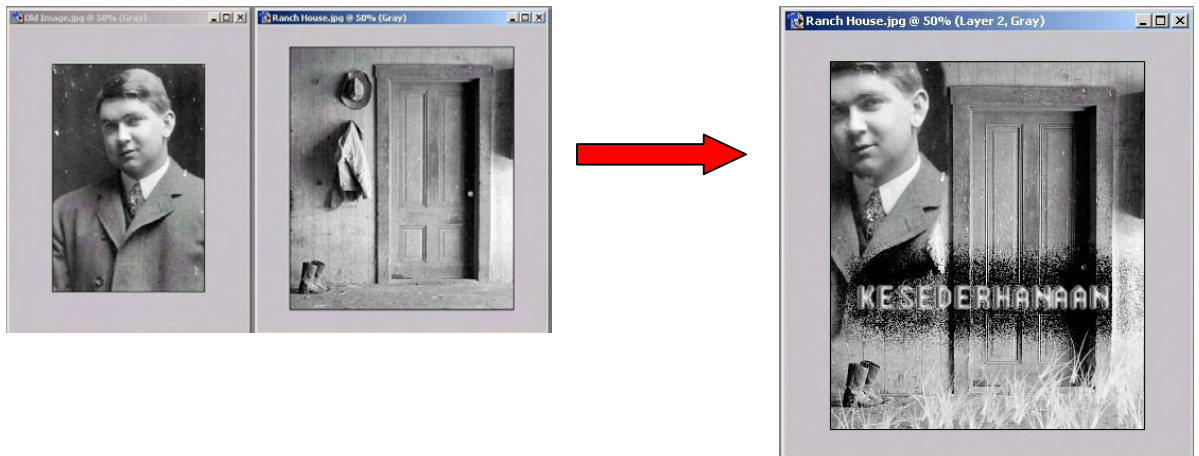 Old Image.jpg @ 50% (Gray)
Ranch House.jpg @ 50% (Gray)
Ranch House.jpg @ 50% (Layer 2, Gray)
KESEDERHANAAN